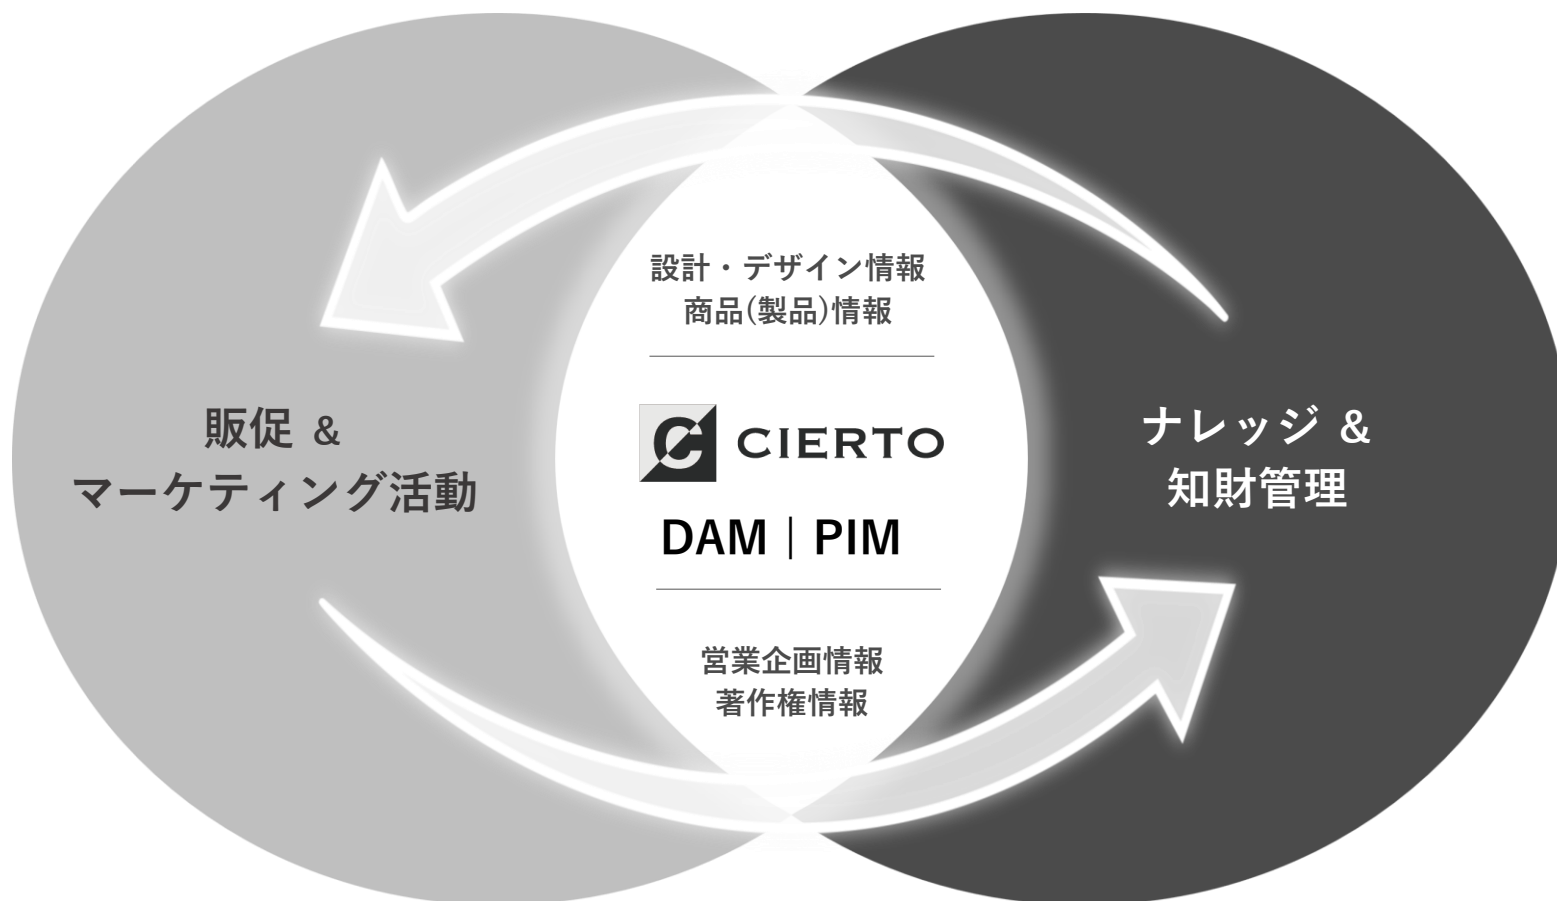 設計・デザイン情報
商品(製品)情報
販促 &
マーケティング活動
C CIERTO
DAM | PIM
ナレッジ &
知財管理
営業企画情報
著作権情報